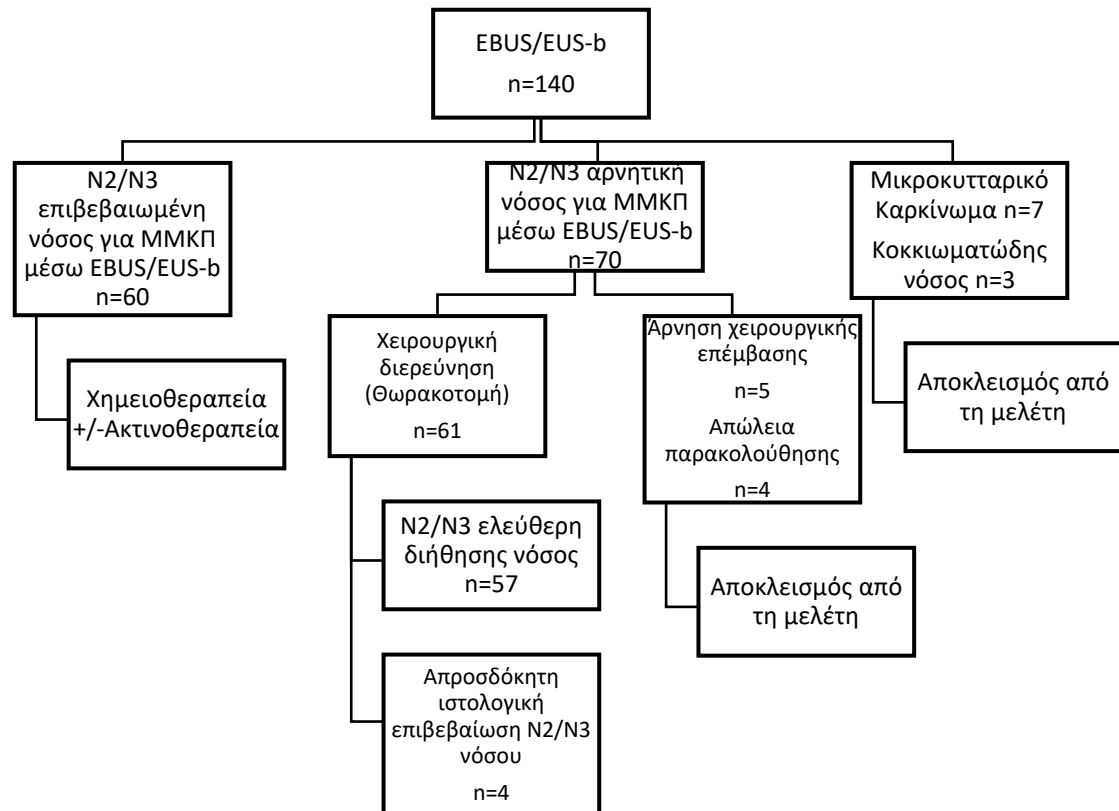 EBUS/EUS-b
n=140
N2/N3
επιβεβαιωμένη
νόσος για ΜΜΚΠ
μέσω EBUS/EUS-b
n=60
Χημειοθεραπεία
+/-Ακτινοθεραπεία
N2/N3 αρνητική
νόσος για ΜΜΚΠ
μέσω EBUS/EUS-b
n=70
Χειρουργική
διερεύνηση
(Θωρακοτομή)
n=61
N2/N3 ελεύθερη
διήθησης νόσος
n=57
Απροσδόκητη
ιστολογική
επιβεβαίωση N2/N3
νόσου
n=4
Άρνηση χειρουργικής
επέμβασης
n=5
Απώλεια
παρακολούθησης
n=4
Αποκλεισμός από
τη μελέτη
Μικροκυτταρικό
Καρκίνωμα n=7
Κοκκιωματώδης
νόσος n=3
Αποκλεισμός από
τη μελέτη